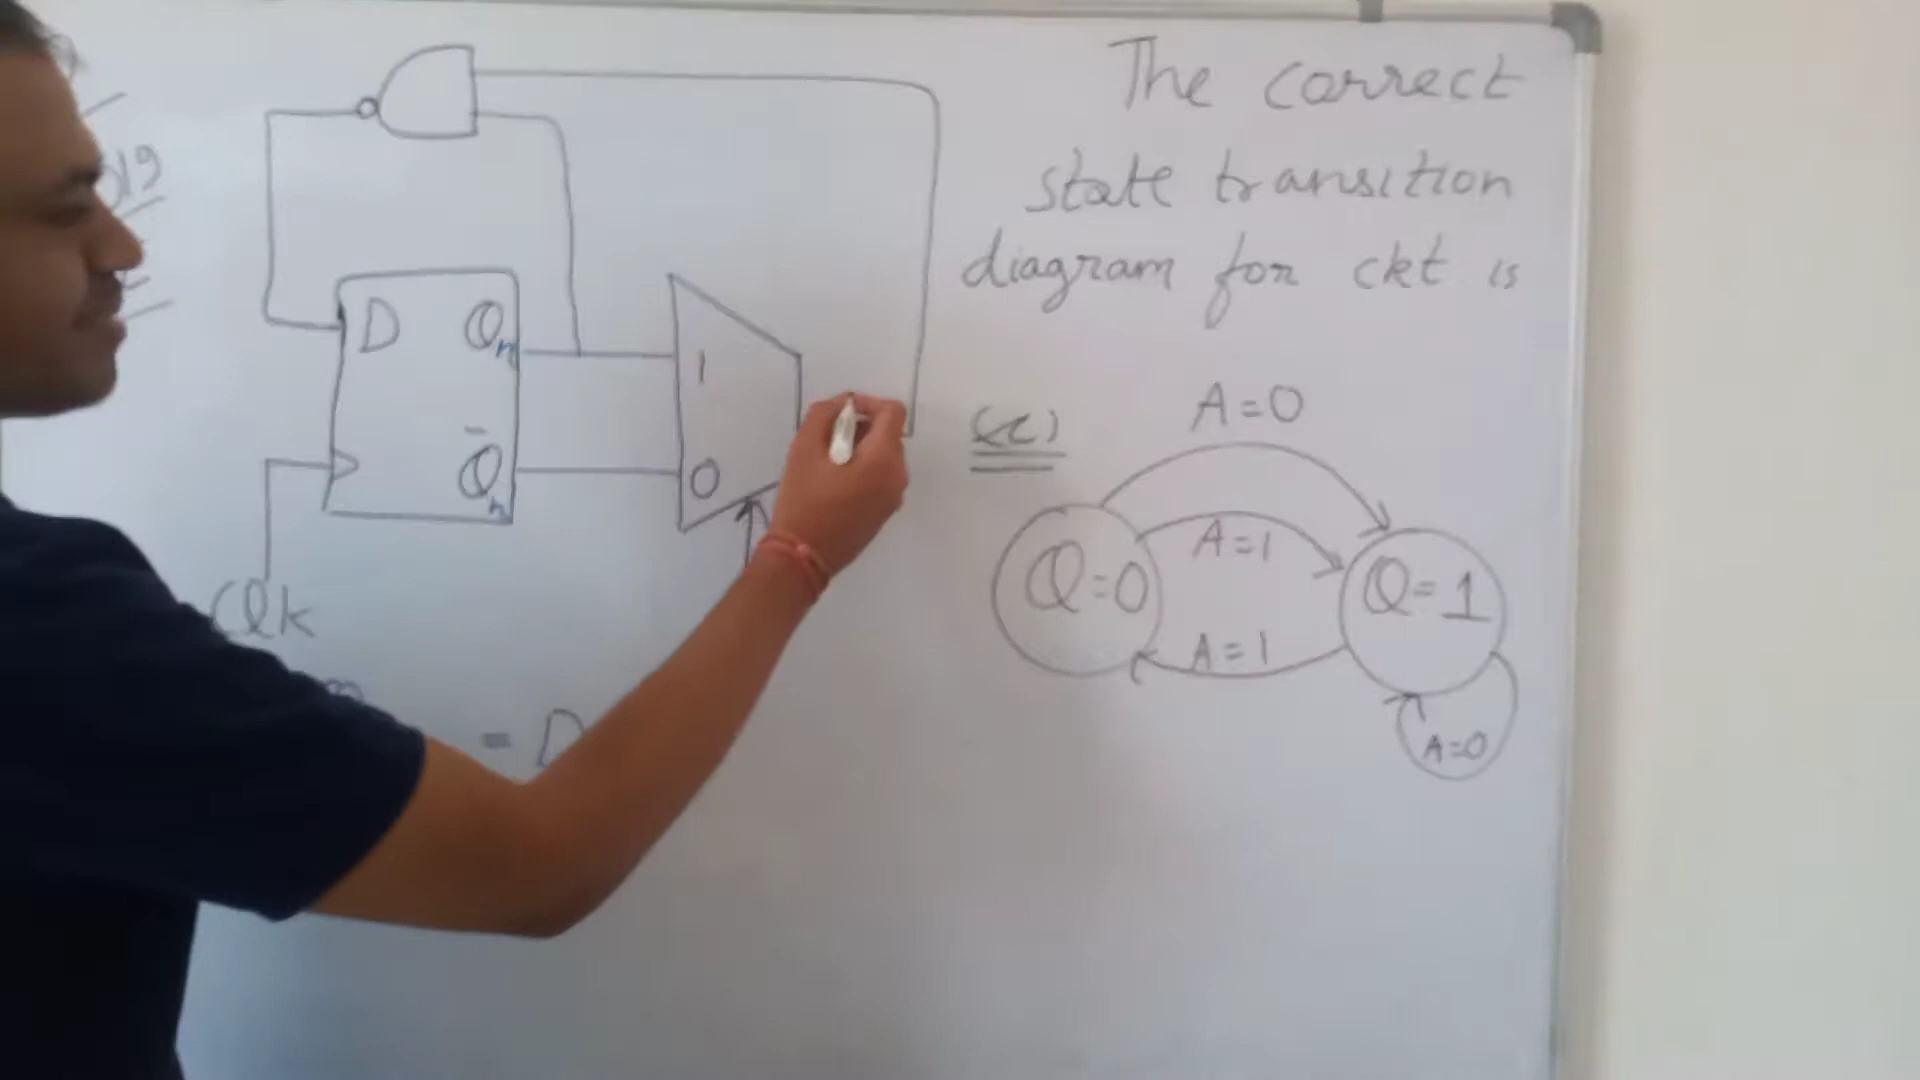 The correct
state transition
diagram for ckt is
D
Qn
1
Q̄n
0
Clk
= D
(c)
A=0
A=1
Q=0
Q=1
A=1
A=0